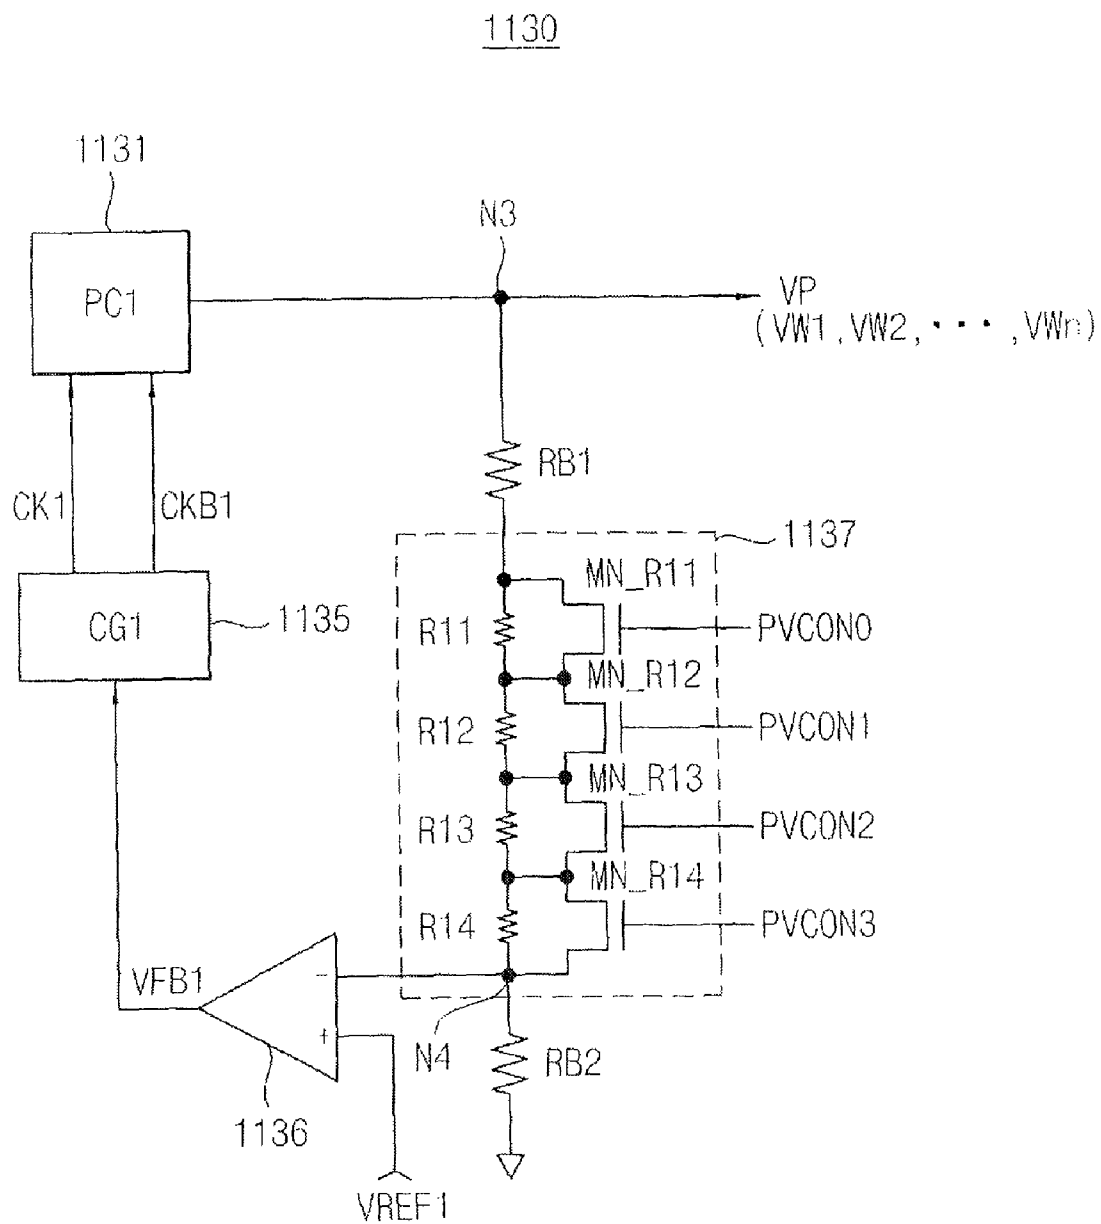 1130
1131
N3
PC1
VP
(VW1, VW2, ･･･, VWn)
RB1
CK1
CKB1
1137
MN_R11
CG1
1135
R11
PVCON0
MN_R12
R12
PVCON1
MN_R13
R13
PVCON2
MN_R14
R14
PVCON3
VFB1
−
+
N4
RB2
1136
VREF1